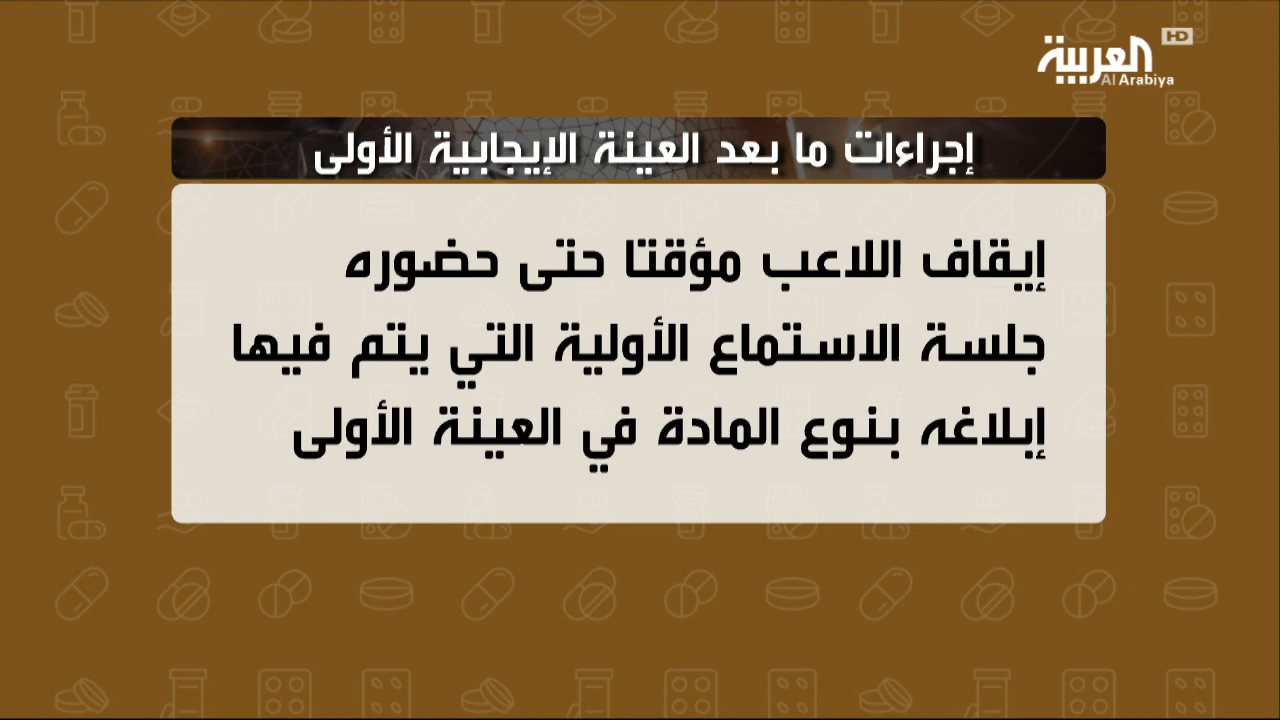 HD
العربية
Al Arabiya
إجراءات ما بعد العينة الإيجابية الأولى
إيقاف اللاعب مؤقتا حتى حضوره
جلسة الاستماع الأولية التي يتم فيها
إبلاغه بنوع المادة في العينة الأولى